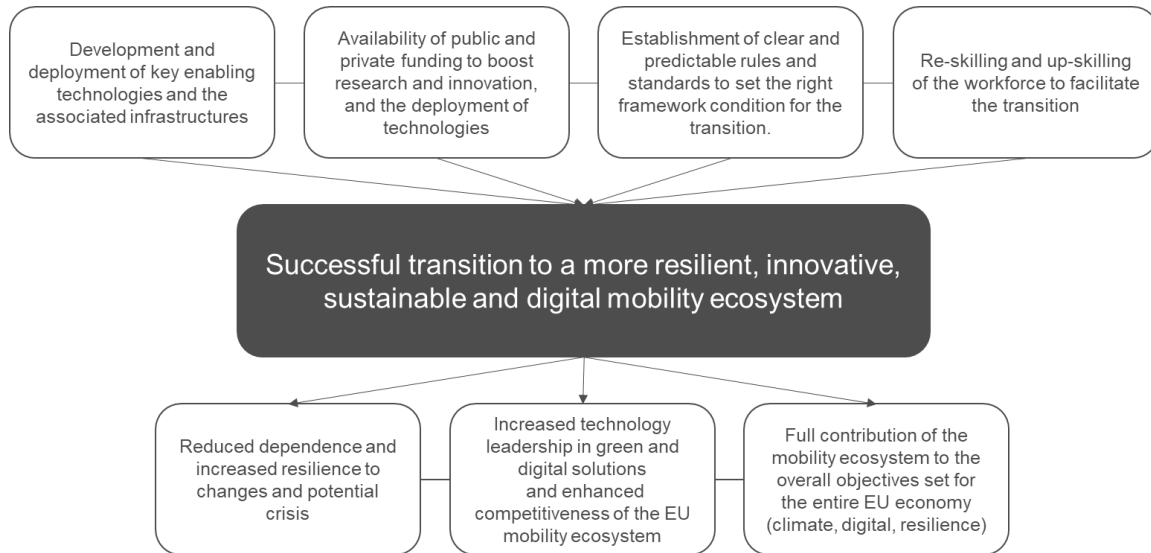 Development and
deployment of key enabling
technologies and the
associated infrastructures
Availability of public and
private funding to boost
research and innovation,
and the deployment of
technologies
Establishment of clear and
predictable rules and
standards to set the right
framework condition for the
transition.
Re-skilling and up-skilling
of the workforce to facilitate
the transition
Successful transition to a more resilient, innovative,
sustainable and digital mobility ecosystem
Reduced dependence and
increased resilience to
changes and potential
crisis
Increased technology
leadership in green and
digital solutions
and enhanced
competitiveness of the EU
mobility ecosystem
Full contribution of the
mobility ecosystem to the
overall objectives set for
the entire EU economy
(climate, digital, resilience)